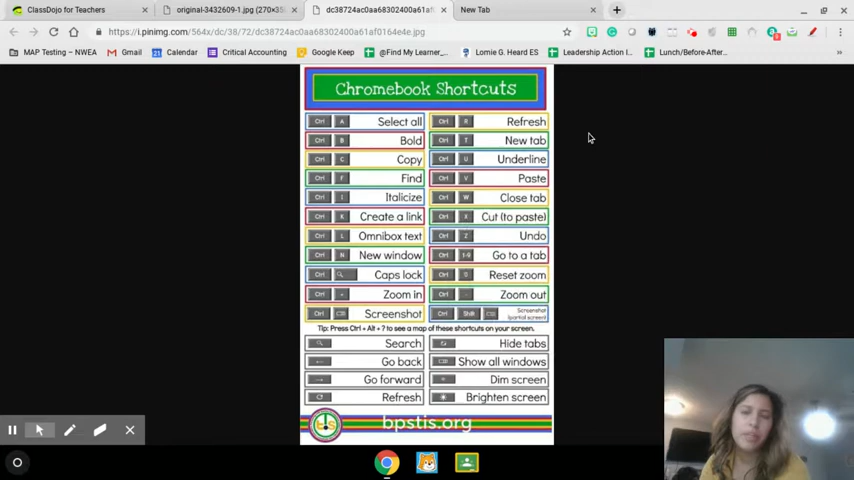 ClassDojo for Teachers
original-3432609-1.jpg (270×35
dc38724ac0aa68302400a61af
New Tab
https://i.pinimg.com/564x/dc/38/72/dc38724ac0aa68302400a61af0164e4e.jpg
MAP Testing – NWEA
Gmail
Calendar
Critical Accounting
Google Keep
@Find My Learner_...
Lornie G. Heard ES
Leadership Action I...
Lunch/Before-After...
Chromebook Shortcuts
Ctrl A Select all
Ctrl R Refresh
Ctrl B Bold
Ctrl T New tab
Ctrl C Copy
Ctrl U Underline
Ctrl F Find
Ctrl V Paste
Ctrl I Italicize
Ctrl W Close tab
Ctrl K Create a link
Ctrl X Cut (to paste)
Ctrl L Omnibox text
Ctrl Z Undo
Ctrl N New window
Ctrl 1-8 Go to a tab
Ctrl Caps lock
Ctrl 0 Reset zoom
Ctrl + Zoom in
Ctrl - Zoom out
Ctrl Screenshot
Ctrl Shift Screenshot (partial screen)
Tip: Press Ctrl + Alt + ? to see a map of these shortcuts on your screen.
Search
Hide tabs
Go back
Show all windows
Go forward
Dim screen
Refresh
Brighten screen
bpstis.org